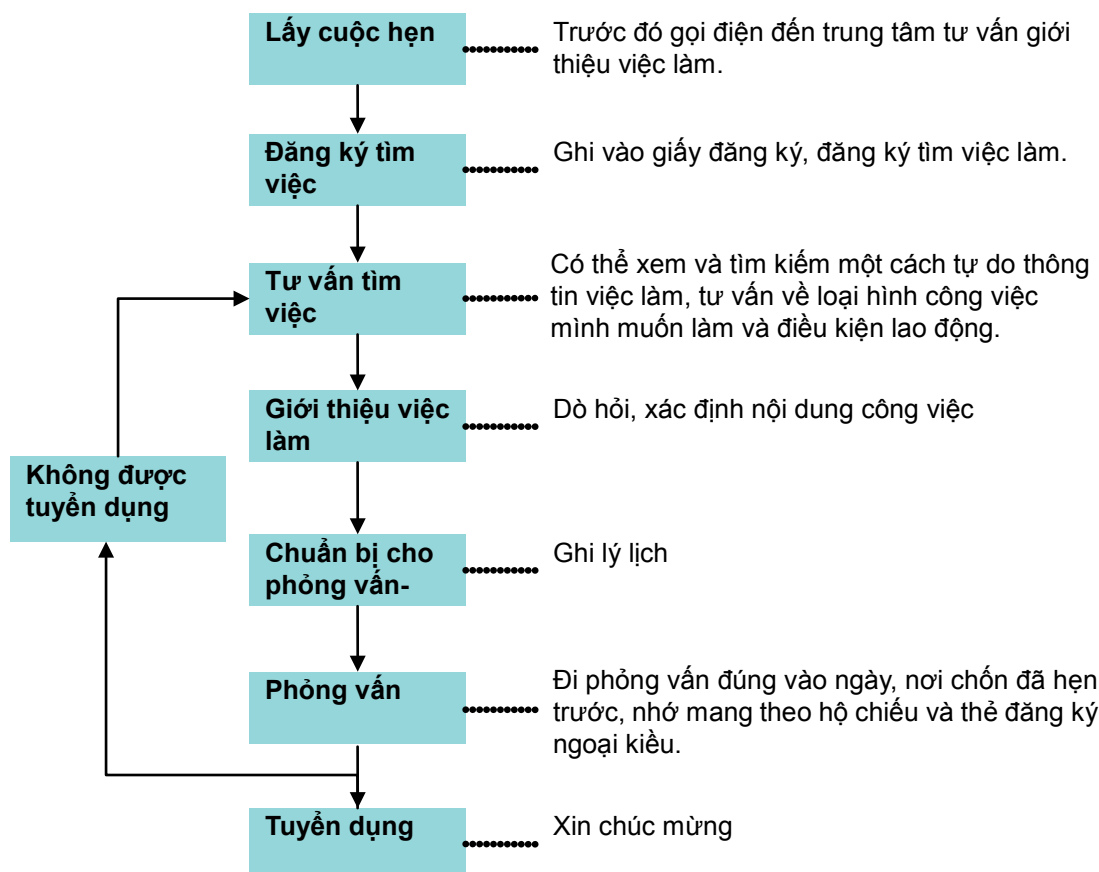 Lấy cuộc hẹn
Trước đó gọi điện đến trung tâm tư vấn giới
thiệu việc làm.
Đăng ký tìm
việc
Ghi vào giấy đăng ký, đăng ký tìm việc làm.
Tư vấn tìm
việc
Có thể xem và tìm kiếm một cách tự do thông
tin việc làm, tư vấn về loại hình công việc
mình muốn làm và điều kiện lao động.
Giới thiệu việc
làm
Dò hỏi, xác định nội dung công việc
Không được
tuyển dụng
Chuẩn bị cho
phỏng vấn-
Ghi lý lịch
Phỏng vấn
Đi phỏng vấn đúng vào ngày, nơi chốn đã hẹn
trước, nhớ mang theo hộ chiếu và thẻ đăng ký
ngoại kiều.
Tuyển dụng
Xin chúc mừng